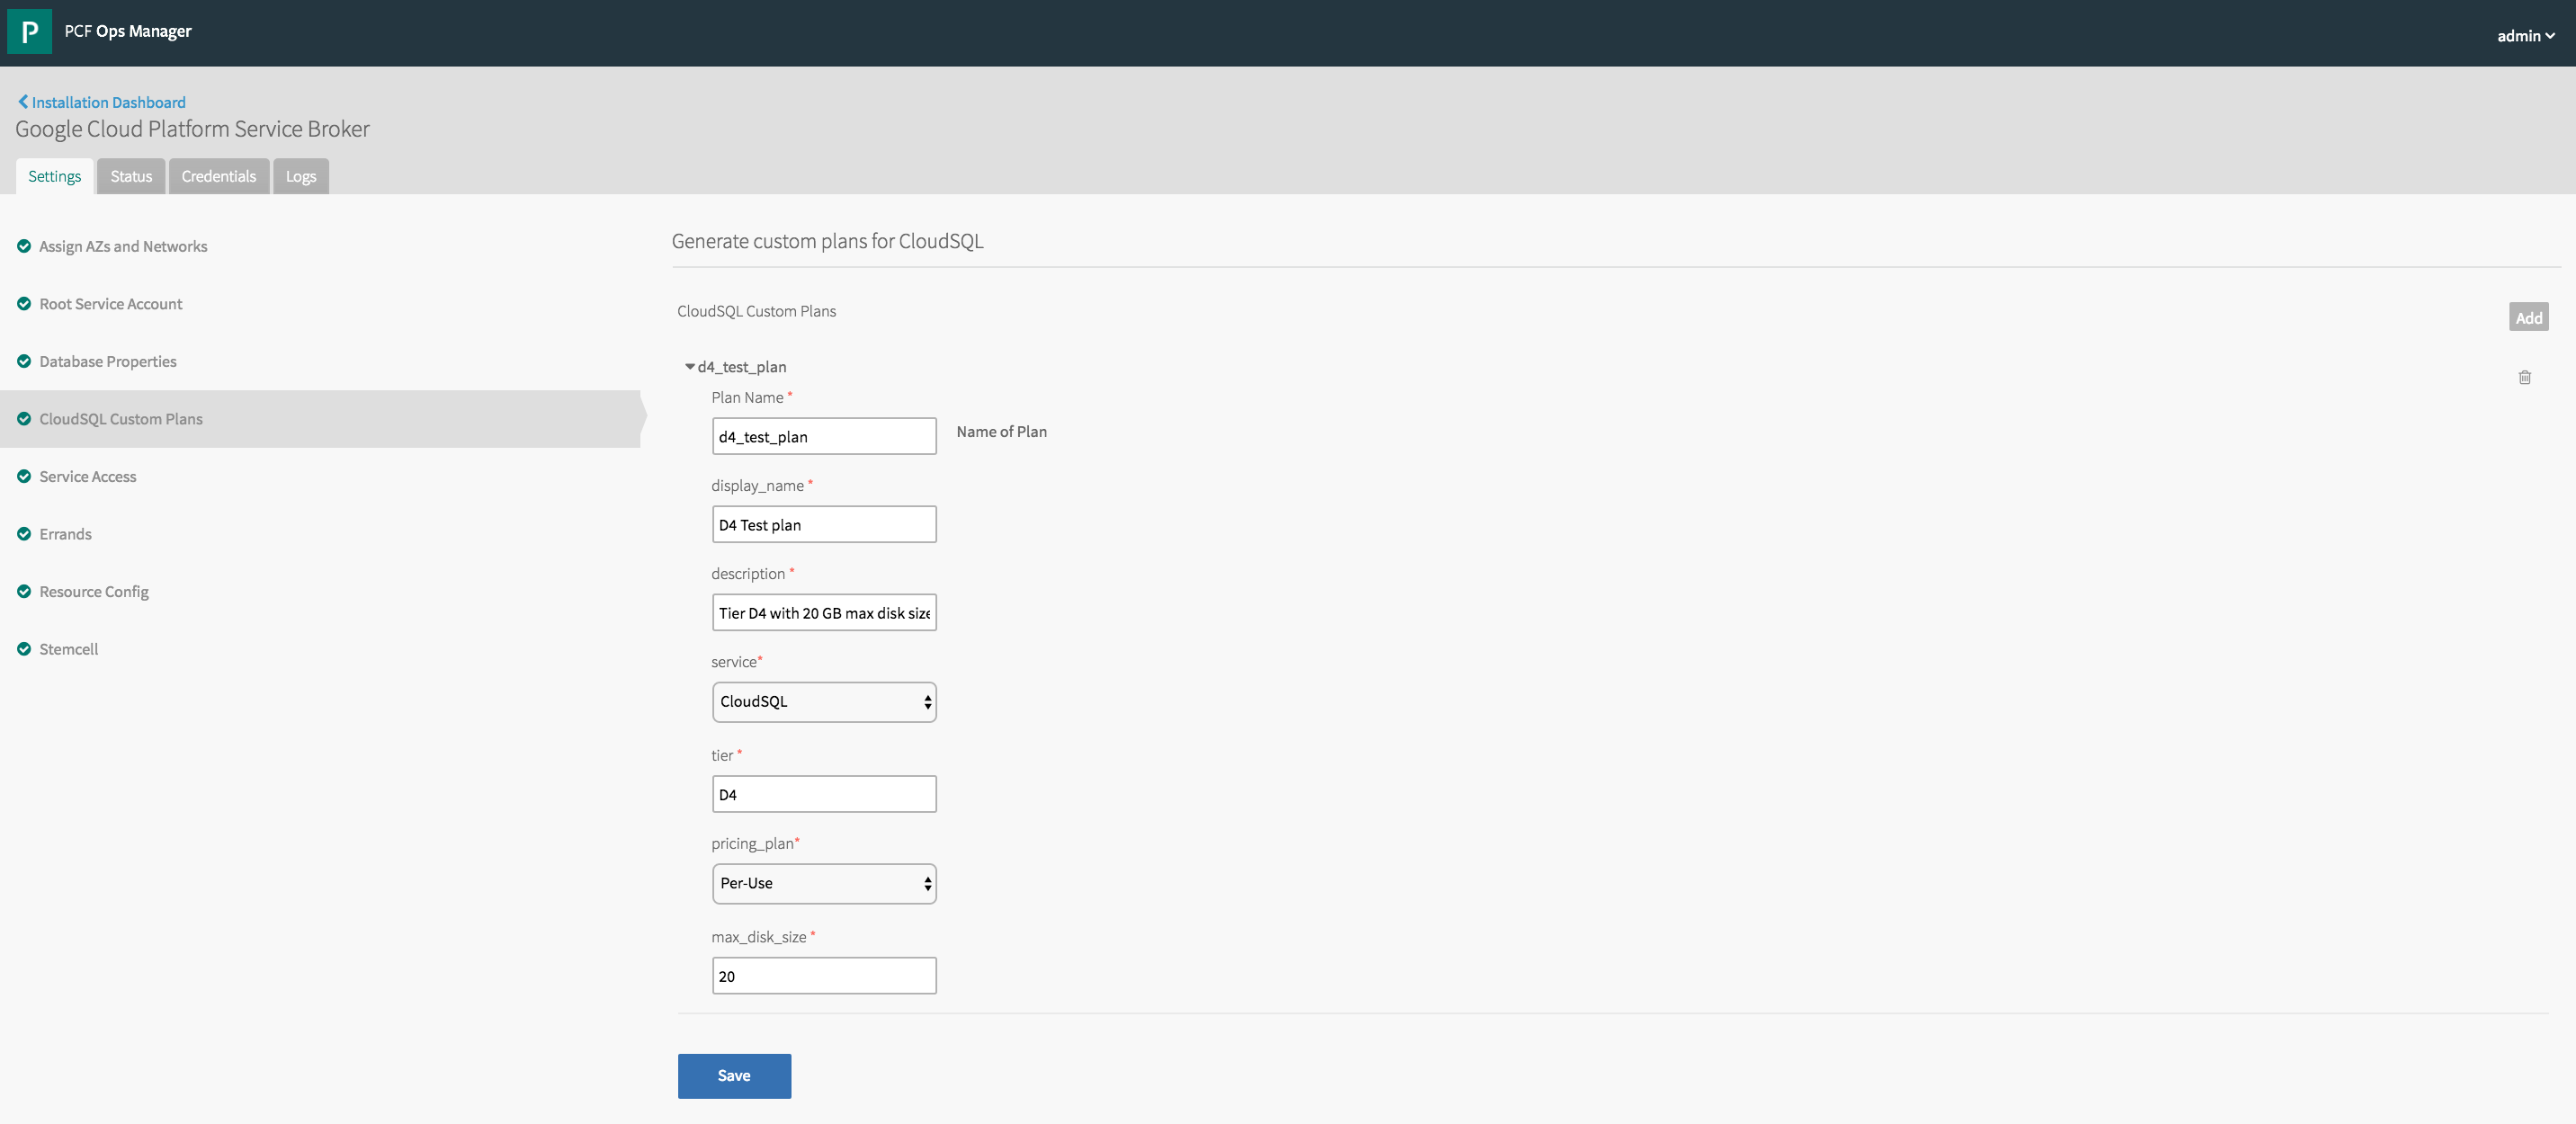 P PCF Ops Manager
admin
Installation Dashboard
Google Cloud Platform Service Broker
Settings Status Credentials Logs
Assign AZs and Networks
Root Service Account
Database Properties
CloudSQL Custom Plans
Service Access
Errands
Resource Config
Stemcell
Generate custom plans for CloudSQL
CloudSQL Custom Plans
Add
d4_test_plan
Plan Name *
d4_test_plan
Name of Plan
display_name *
D4 Test plan
description *
Tier D4 with 20 GB max disk size
service*
CloudSQL
tier *
D4
pricing_plan*
Per-Use
max_disk_size *
20
Save